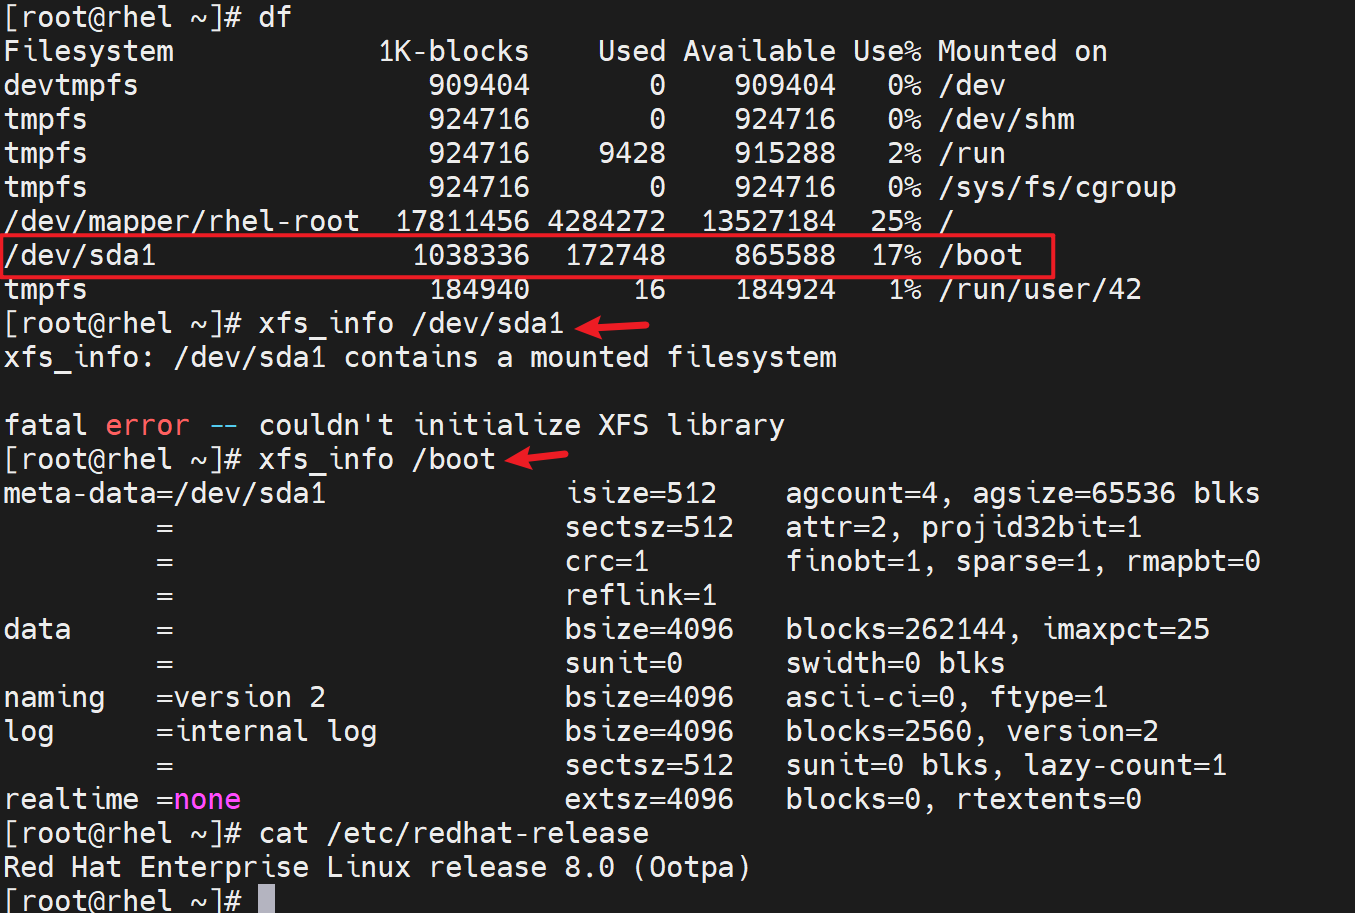 [root@rhel ~]# df
Filesystem            1K-blocks    Used Available Use% Mounted on
devtmpfs                 909404       0    909404   0% /dev
tmpfs                    924716       0    924716   0% /dev/shm
tmpfs                    924716    9428    915288   2% /run
tmpfs                    924716       0    924716   0% /sys/fs/cgroup
/dev/mapper/rhel-root  17811456 4284272  13527184  25% /
/dev/sda1               1038336  172748    865588  17% /boot
tmpfs                    184940      16    184924   1% /run/user/42
[root@rhel ~]# xfs_info /dev/sda1
xfs_info: /dev/sda1 contains a mounted filesystem
fatal error -- couldn't initialize XFS library
[root@rhel ~]# xfs_info /boot
meta-data=/dev/sda1              isize=512    agcount=4, agsize=65536 blks
         =                       sectsz=512   attr=2, projid32bit=1
         =                       crc=1        finobt=1, sparse=1, rmapbt=0
         =                       reflink=1
data     =                       bsize=4096   blocks=262144, imaxpct=25
         =                       sunit=0      swidth=0 blks
naming   =version 2              bsize=4096   ascii-ci=0, ftype=1
log      =internal log           bsize=4096   blocks=2560, version=2
         =                       sectsz=512   sunit=0 blks, lazy-count=1
realtime =none                   extsz=4096   blocks=0, rtextents=0
[root@rhel ~]# cat /etc/redhat-release
Red Hat Enterprise Linux release 8.0 (Ootpa)
[root@rhel ~]#